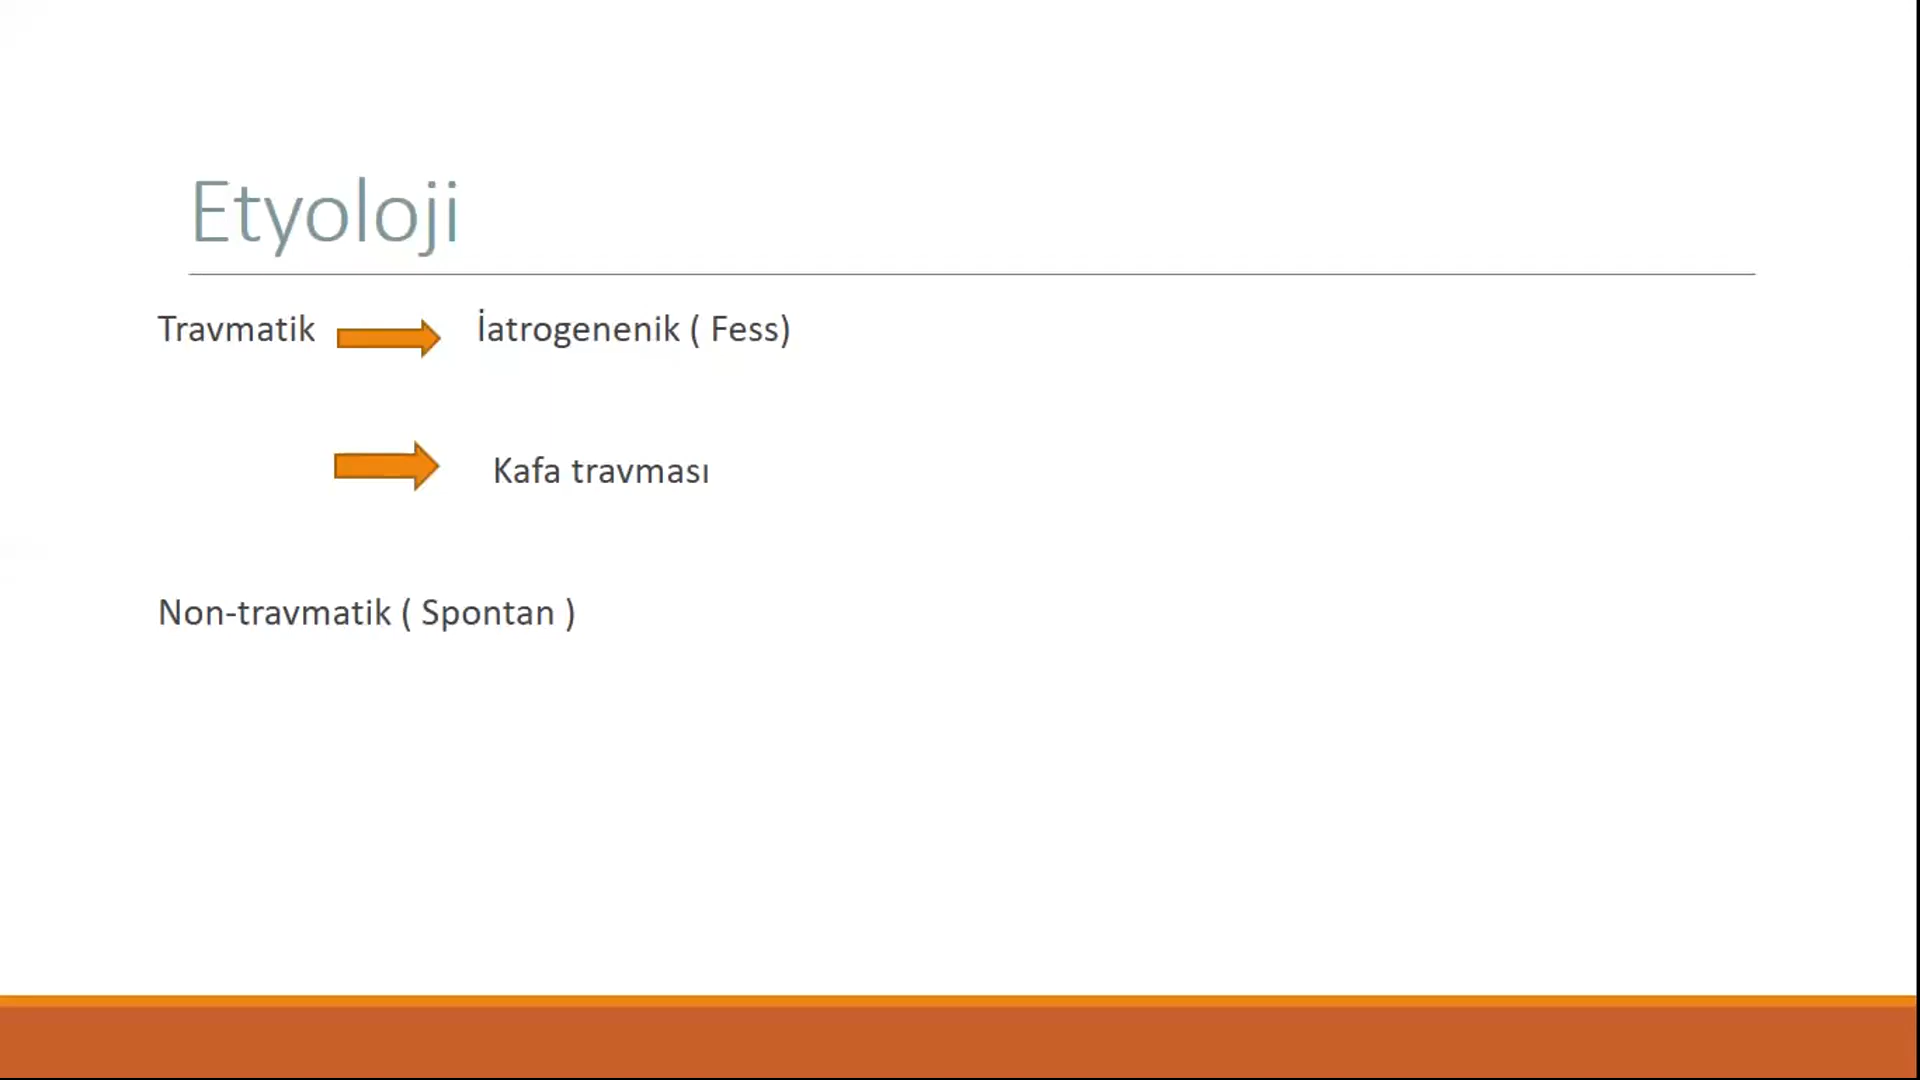 Etyoloji
Travmatik İatrogenenik ( Fess)
Kafa travması
Non-travmatik ( Spontan )